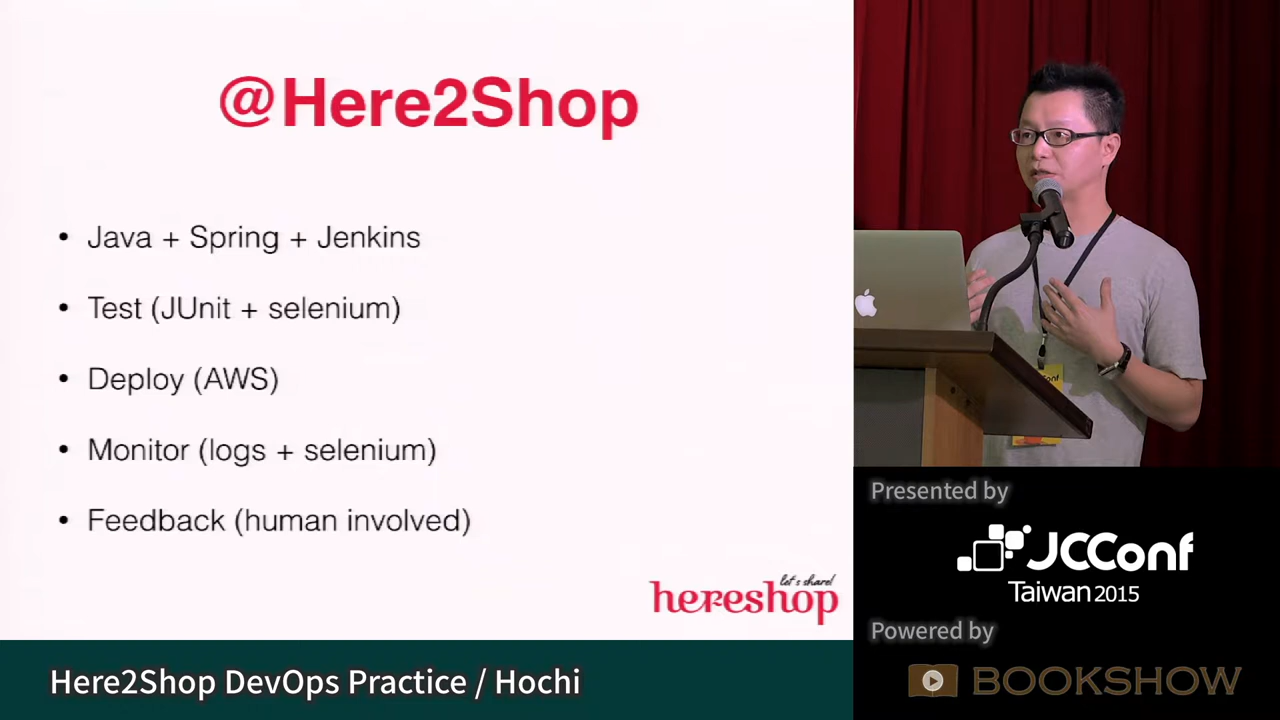 @Here2Shop
• Java + Spring + Jenkins
• Test (JUnit + selenium)
• Deploy (AWS)
• Monitor (logs + selenium)
• Feedback (human involved)
let's share!
hereshop
Here2Shop DevOps Practice / Hochi
Presented by
JCConf
Taiwan 2015
Powered by
BOOKSHOW